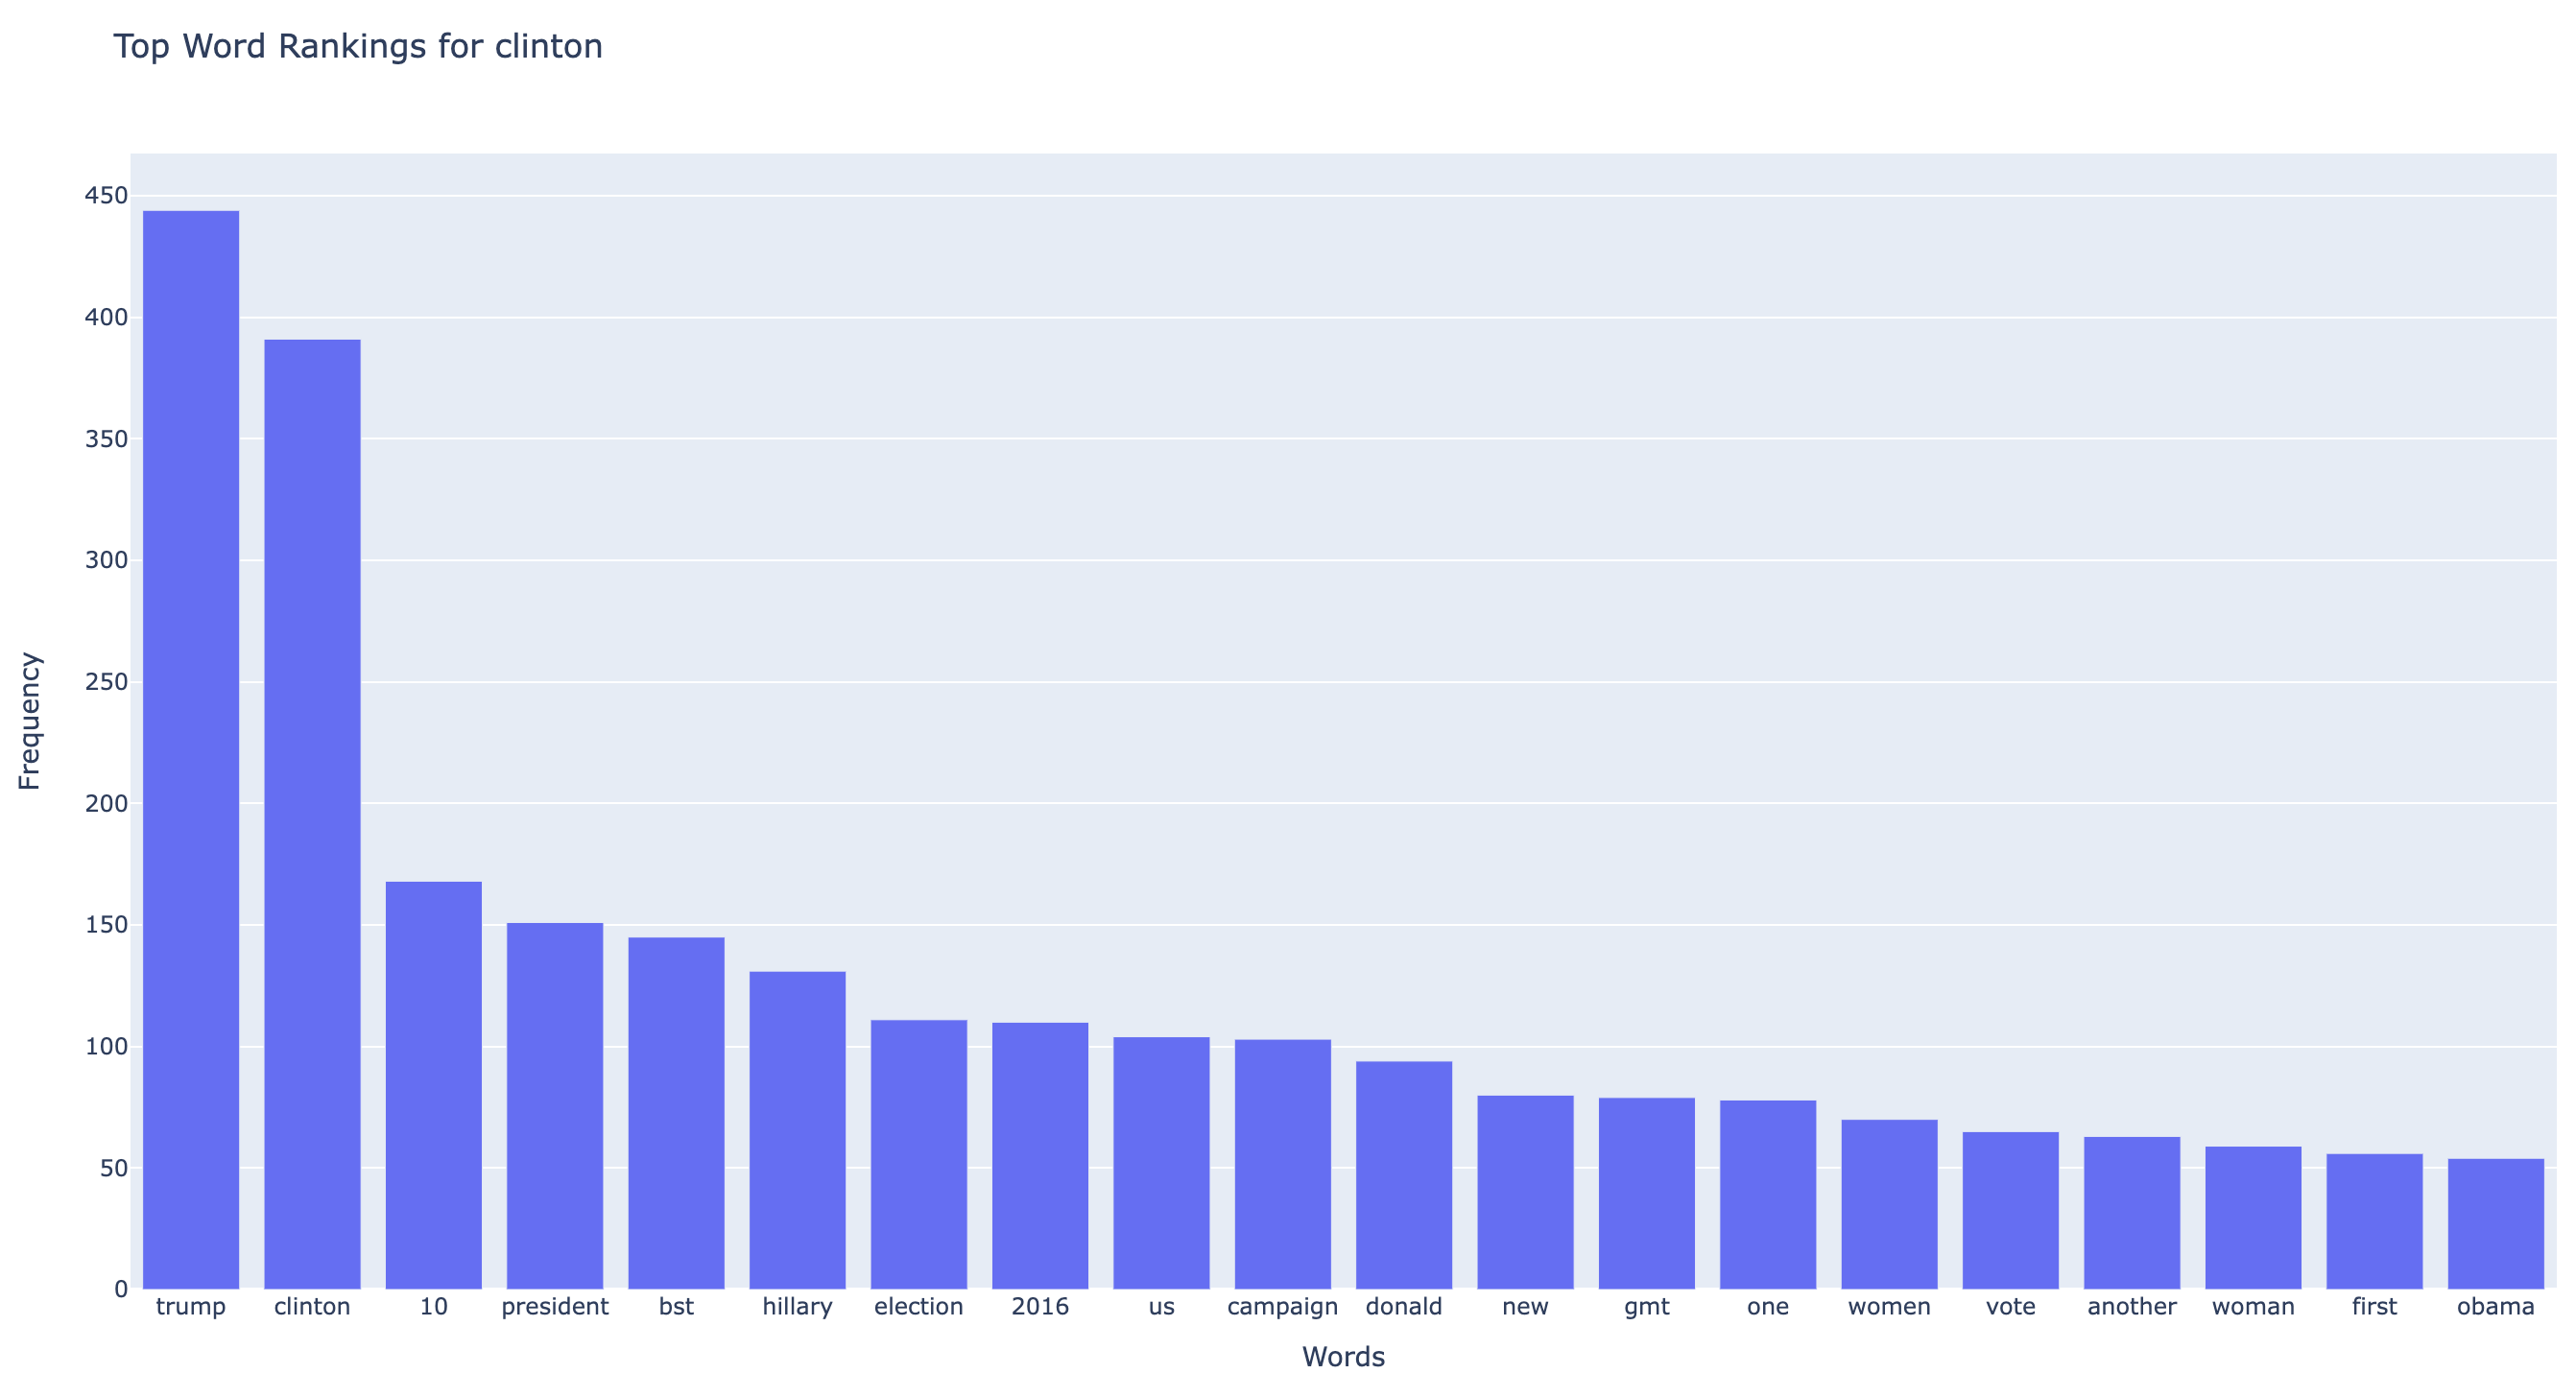 Top Word Rankings for clinton
450
400
350
300
250
200
150
100
50
0
Frequency
trump clinton 10 president bst hillary election 2016 us campaign donald new gmt one women vote another woman first obama
Words